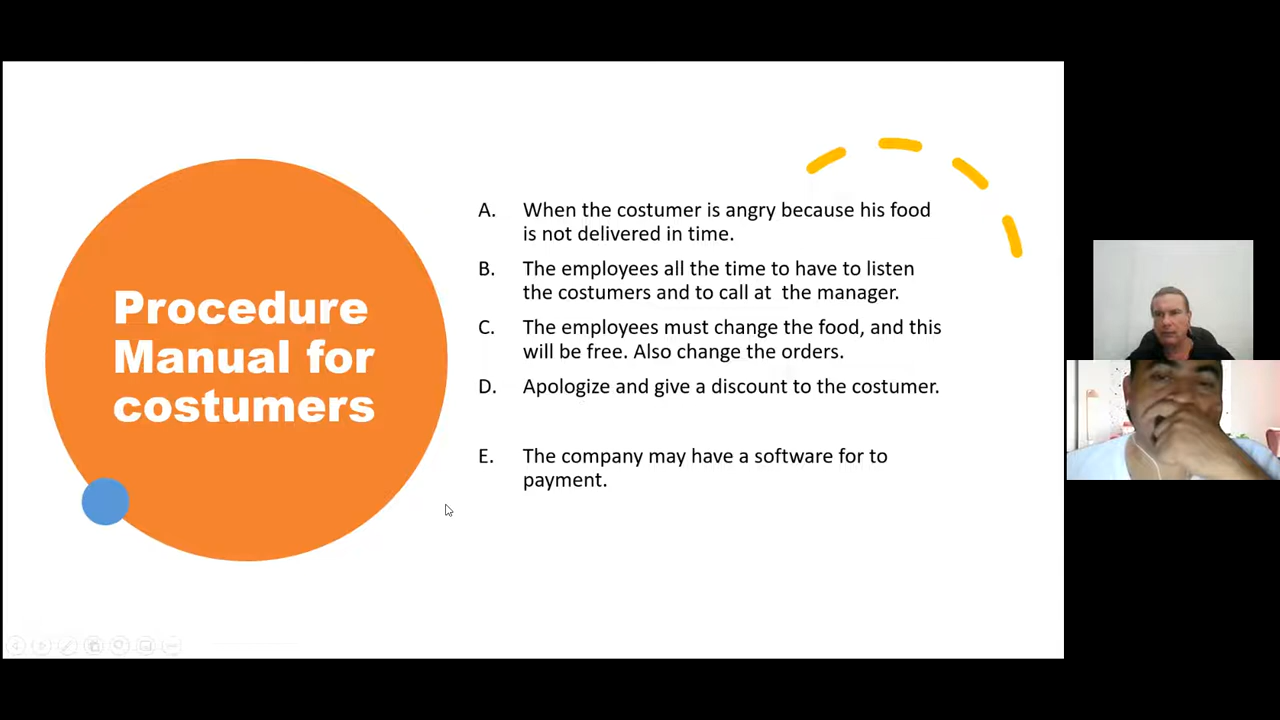 Procedure
Manual for
costumers
A. When the costumer is angry because his food
is not delivered in time.
B. The employees all the time to have to listen
the costumers and to call at  the manager.
C. The employees must change the food, and this
will be free. Also change the orders.
D. Apologize and give a discount to the costumer.
E. The company may have a software for to
payment.